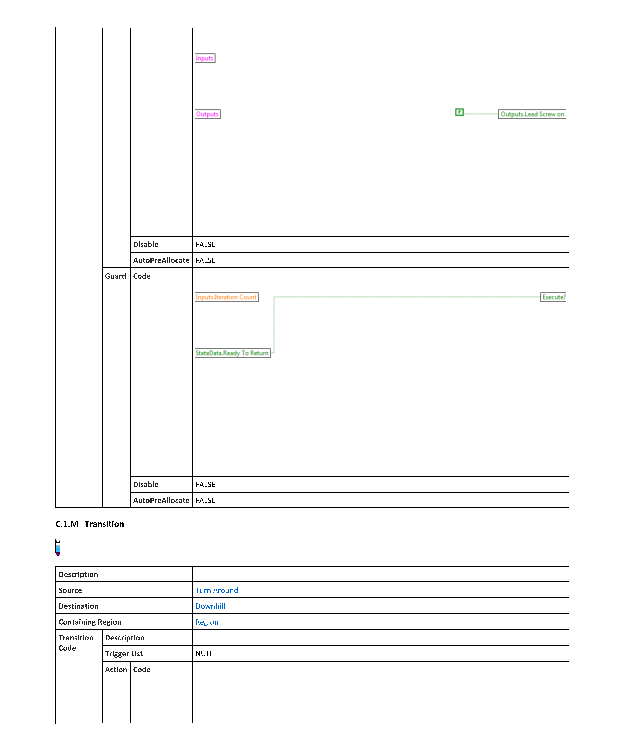 Inputs
Outputs
F
Outputs.Lead Screw on
Disable FALSE
AutoPreAllocate FALSE
Guard Code
Inputs.Iteration Count
Execute?
StateData.Ready To Return
Disable FALSE
AutoPreAllocate FALSE
C.1.M Transition
Description
Source Turn Around
Destination Downhill
Containing Region Region
Transition Code
Description
Trigger List NULL
Action Code